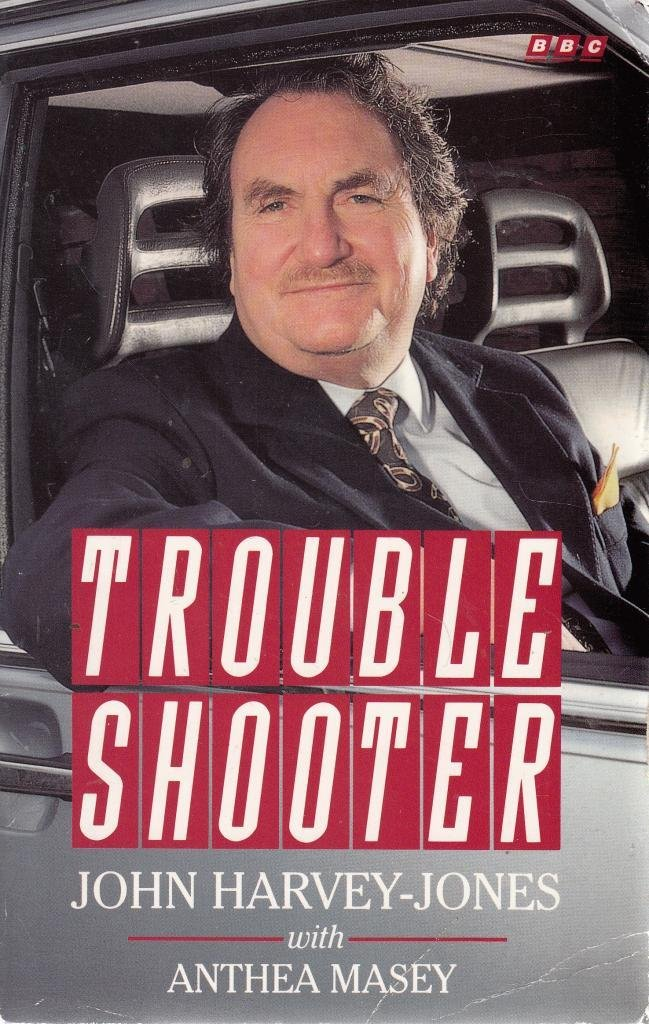 BBC
TROUBLE
SHOOTER
JOHN HARVEY-JONES
with
ANTHEA MASEY